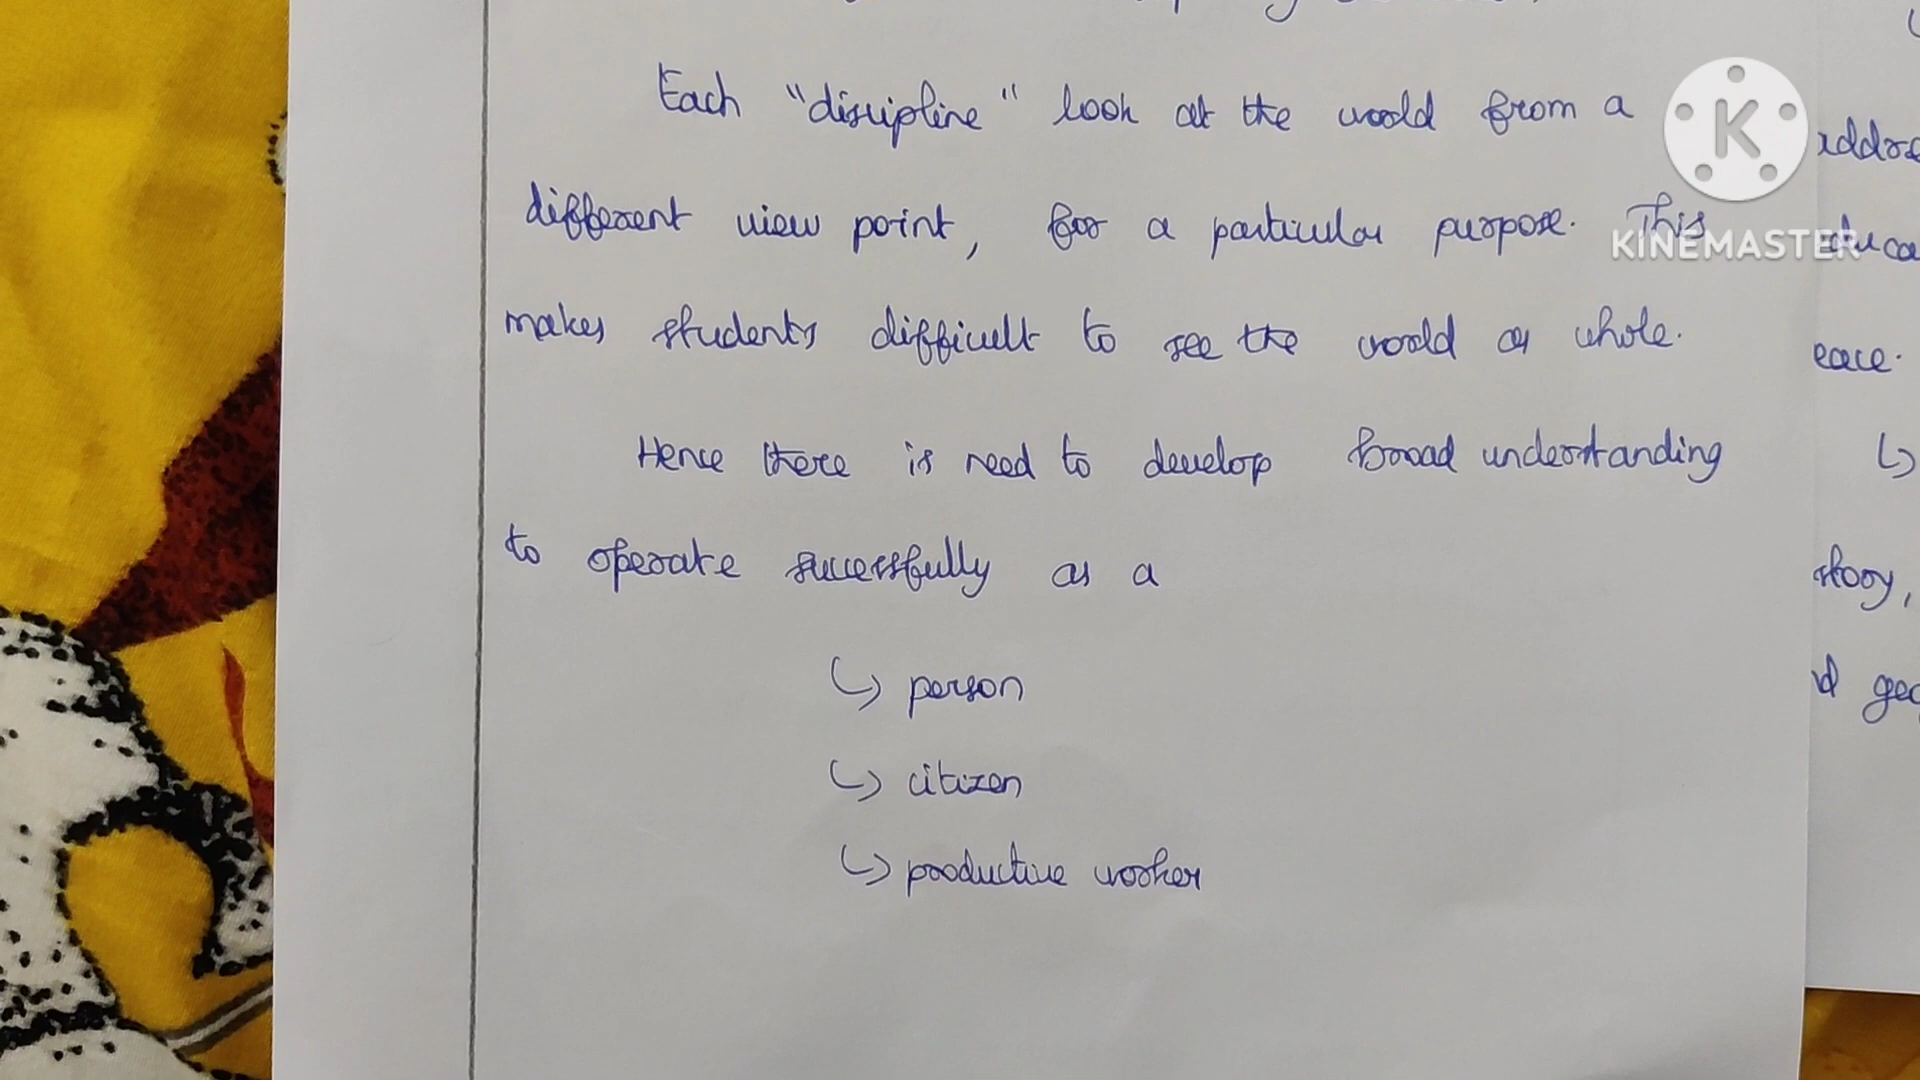 Each "discipline" look at the world from a
different view point, for a particular purpose. This
makes students difficult to see the world as whole.
Hence there is need to develop broad understanding
to operate successfully as a
↳ person
↳ citizen
↳ productive worker
K
KINEMASTER
eace.
story,